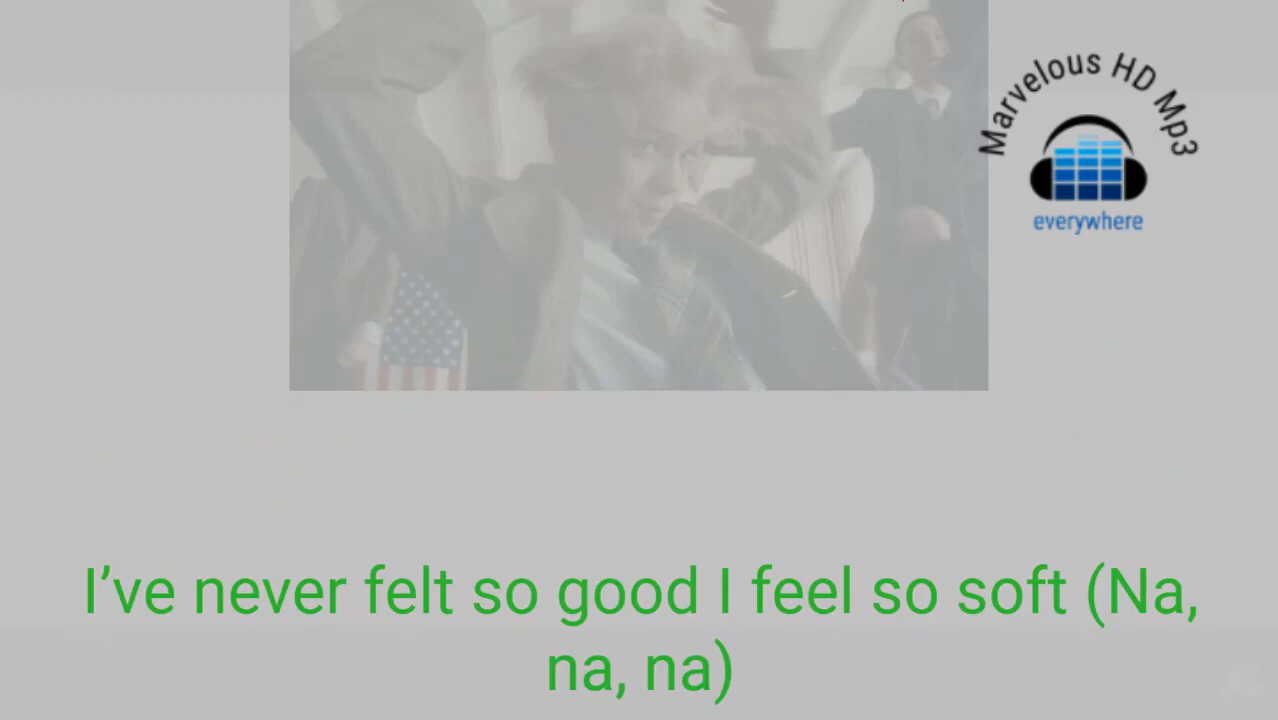 Marvelous HD Mp3
everywhere
I’ve never felt so good I feel so soft (Na,
na, na)